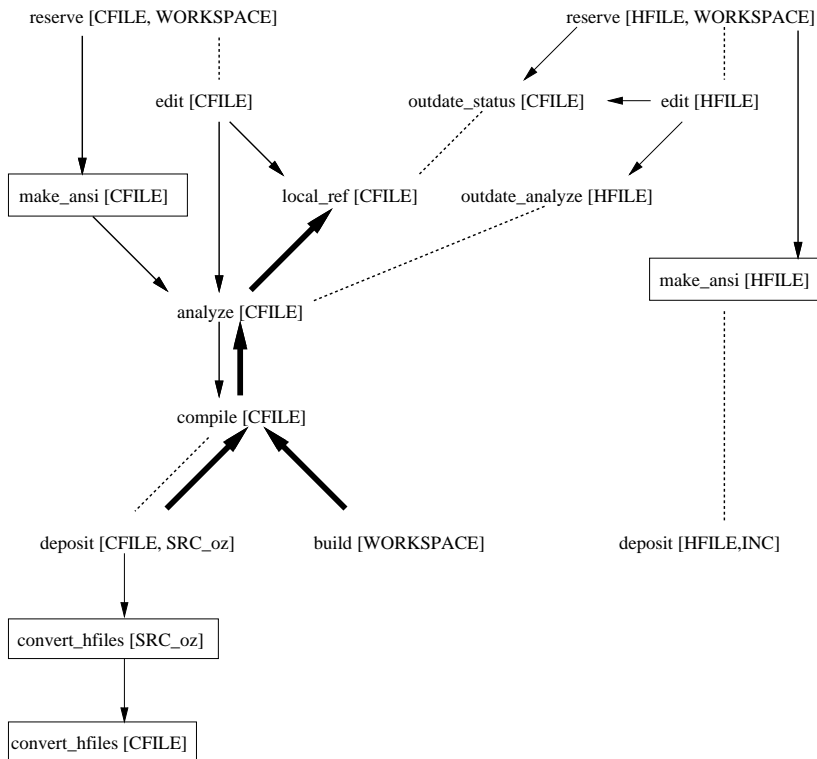 reserve [CFILE, WORKSPACE]
reserve [HFILE, WORKSPACE]
edit [CFILE]
outdate_status [CFILE]
edit [HFILE]
make_ansi [CFILE]
local_ref [CFILE]
outdate_analyze [HFILE]
make_ansi [HFILE]
analyze [CFILE]
compile [CFILE]
deposit [CFILE, SRC_oz]
build [WORKSPACE]
deposit [HFILE,INC]
convert_hfiles [SRC_oz]
convert_hfiles [CFILE]